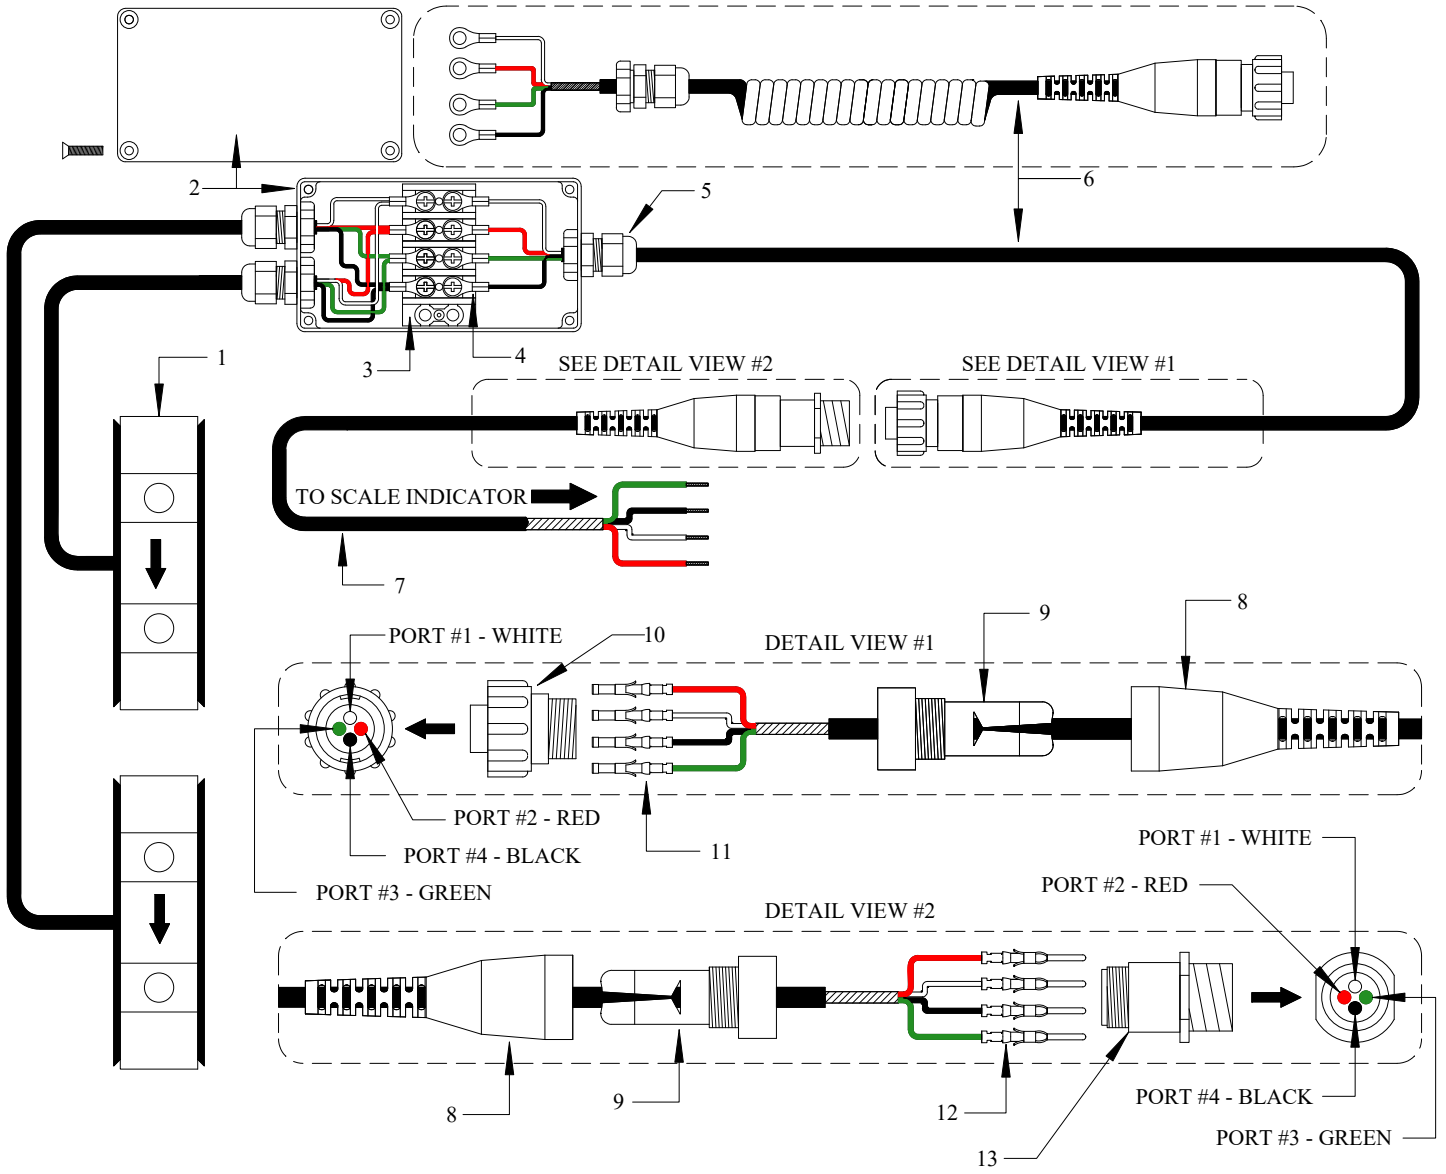 2
5
6
1
3
4
SEE DETAIL VIEW #2
SEE DETAIL VIEW #1
TO SCALE INDICATOR
7
9
8
PORT #1 - WHITE
10
DETAIL VIEW #1
PORT #2 - RED
PORT #4 - BLACK
11
PORT #3 - GREEN
PORT #1 - WHITE
PORT #2 - RED
DETAIL VIEW #2
8
9
12
PORT #4 - BLACK
PORT #3 - GREEN
13